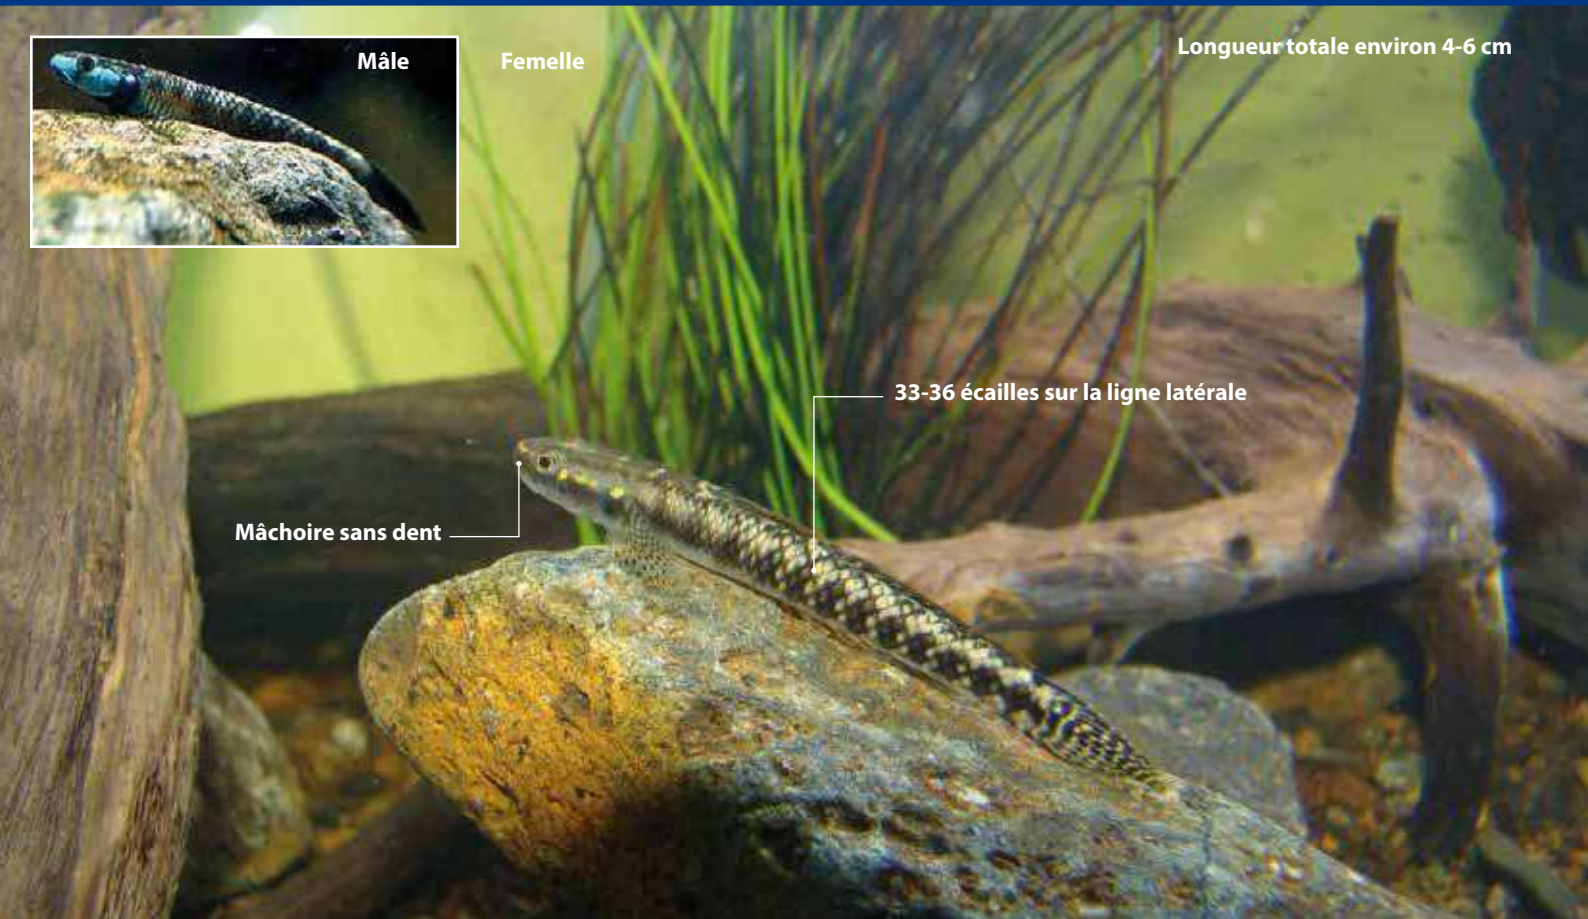 Mâle
Femelle
Longueur totale environ 4-6 cm
33-36 écailles sur la ligne latérale
Mâchoire sans dent